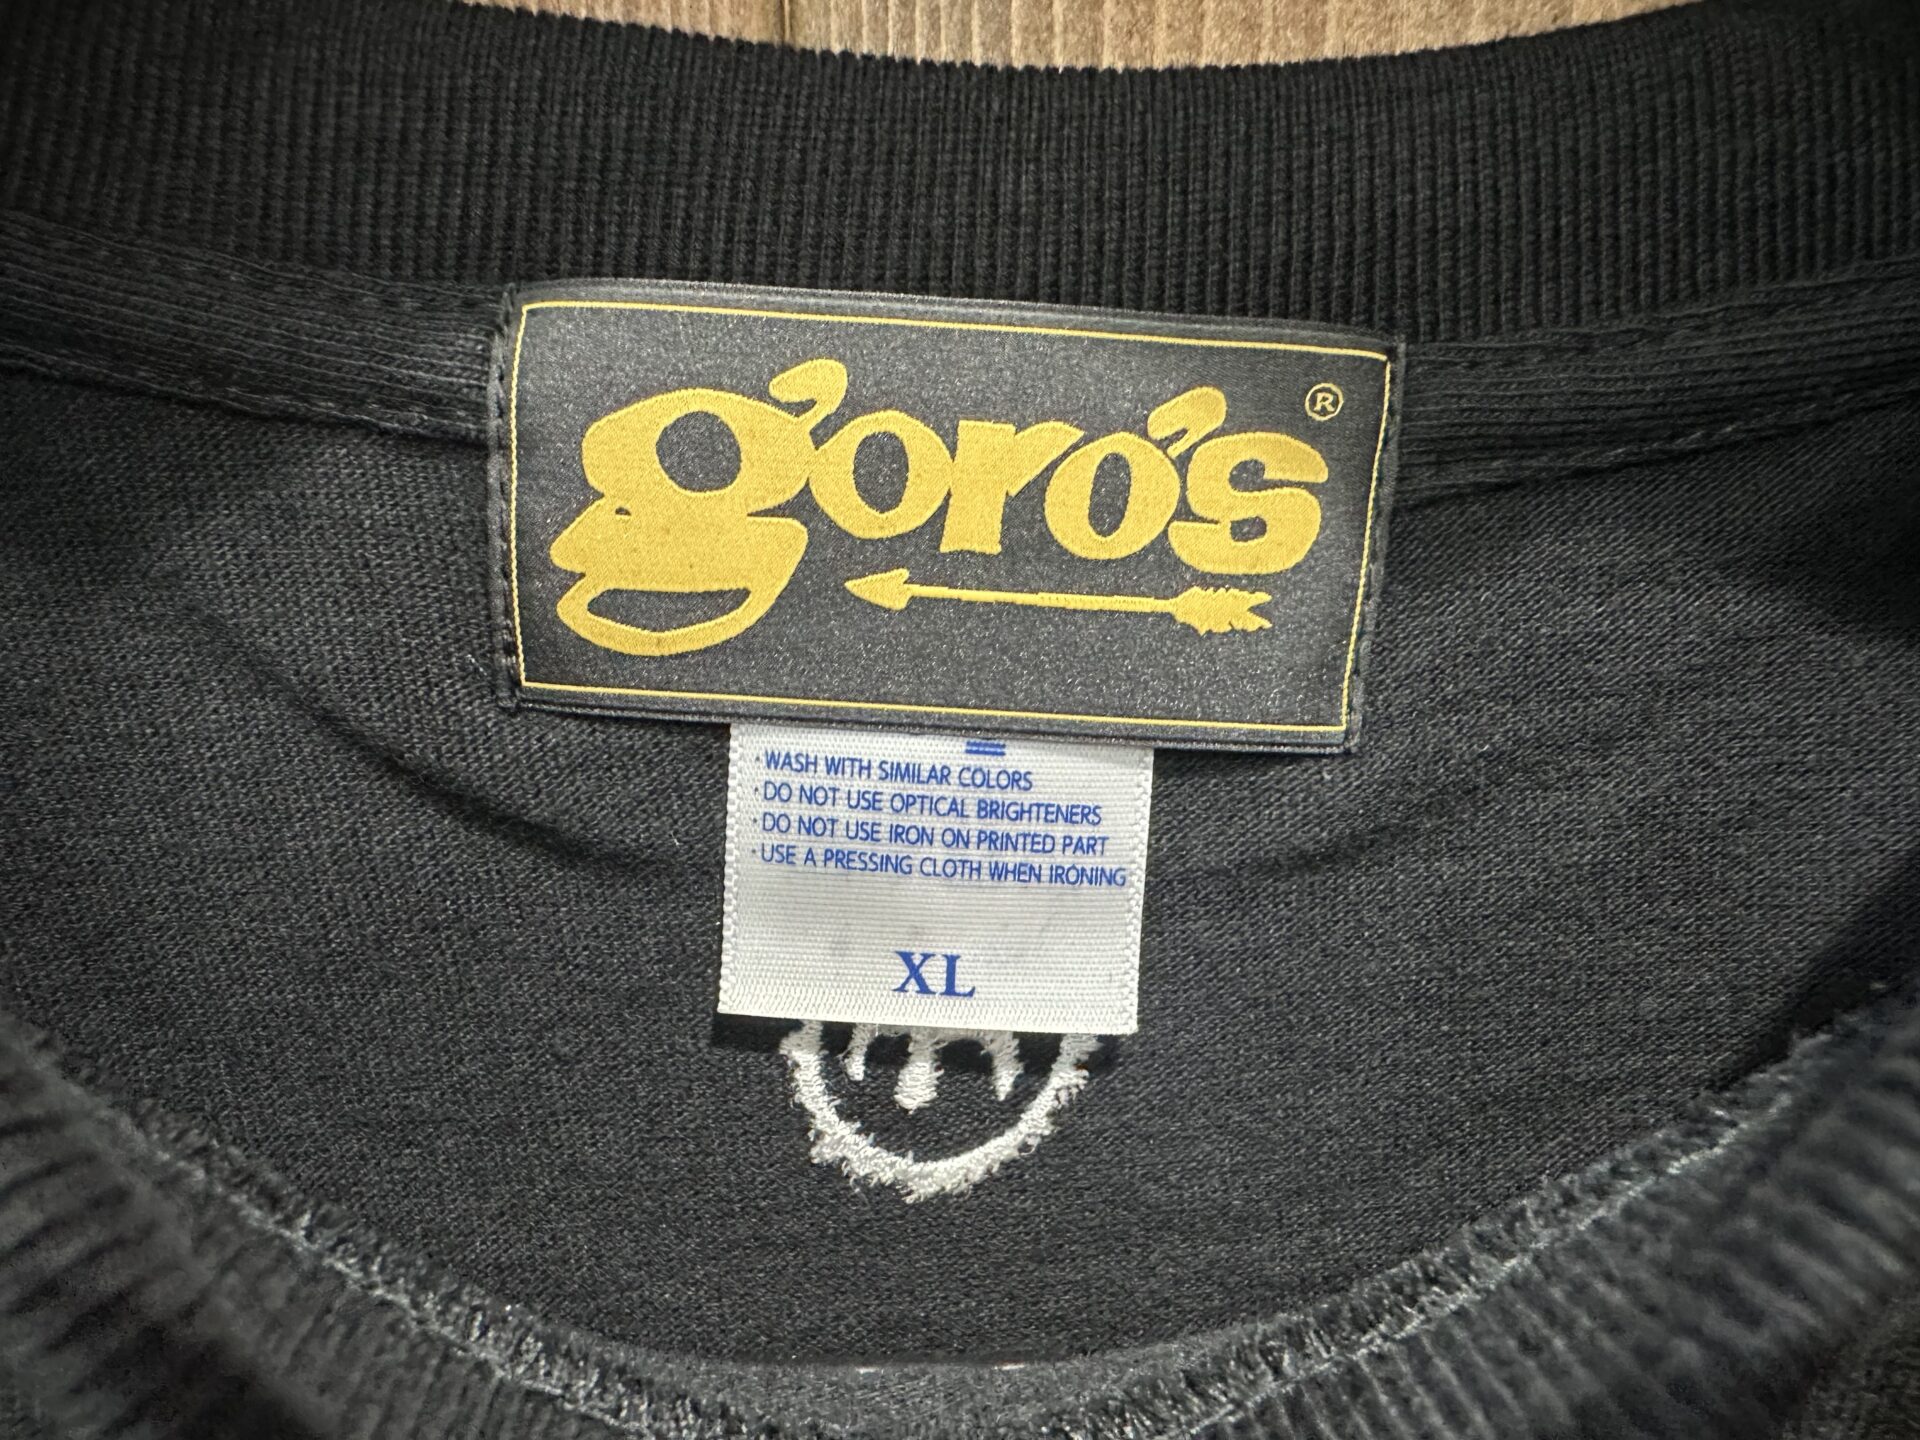 goro's ®
· WASH WITH SIMILAR COLORS
· DO NOT USE OPTICAL BRIGHTENERS
· DO NOT USE IRON ON PRINTED PART
· USE A PRESSING CLOTH WHEN IRONING
XL